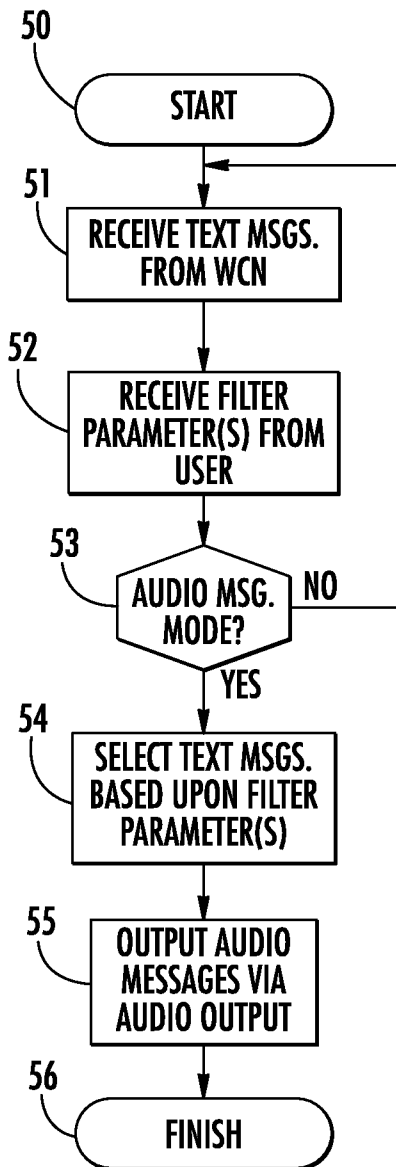 50
START
51
RECEIVE TEXT MSGS.
FROM WCN
52
RECEIVE FILTER
PARAMETER(S) FROM
USER
53
AUDIO MSG.
MODE?
NO
YES
54
SELECT TEXT MSGS.
BASED UPON FILTER
PARAMETER(S)
55
OUTPUT AUDIO
MESSAGES VIA
AUDIO OUTPUT
56
FINISH